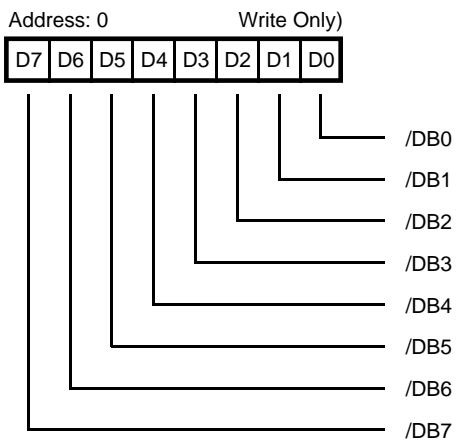 Address: 0 Write Only)
D7 D6 D5 D4 D3 D2 D1 D0
/DB0
/DB1
/DB2
/DB3
/DB4
/DB5
/DB6
/DB7